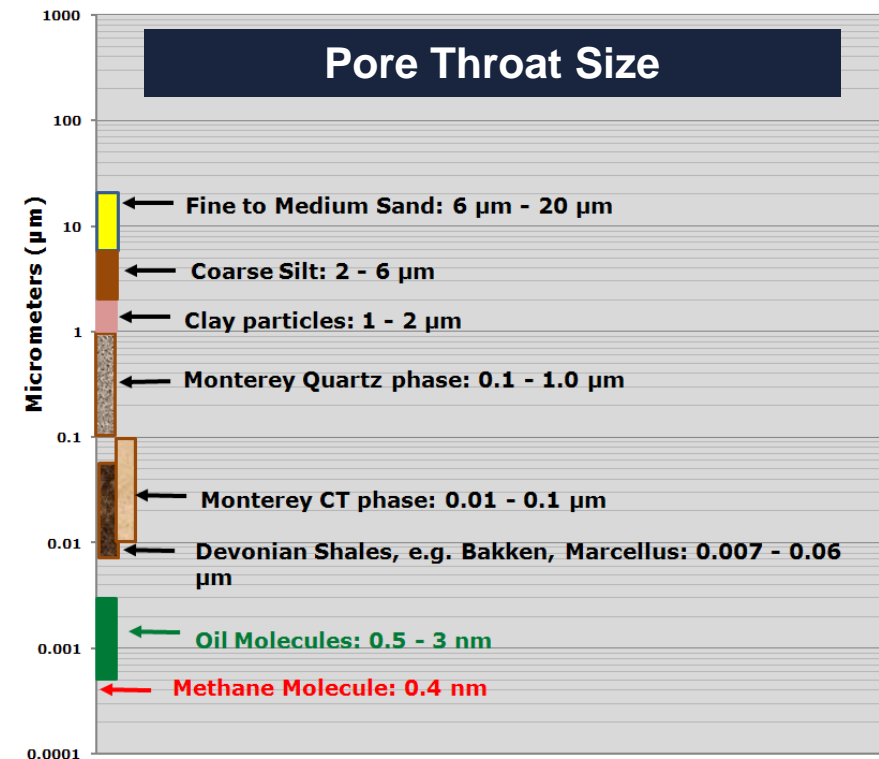 Pore Throat Size
1000
100
10
1
0.1
0.01
0.001
0.0001
Micrometers (µm)
Fine to Medium Sand: 6 µm - 20 µm
Coarse Silt: 2 - 6 µm
Clay particles: 1 - 2 µm
Monterey Quartz phase: 0.1 - 1.0 µm
Monterey CT phase: 0.01 - 0.1 µm
Devonian Shales, e.g. Bakken, Marcellus: 0.007 - 0.06
µm
Oil Molecules: 0.5 - 3 nm
Methane Molecule: 0.4 nm